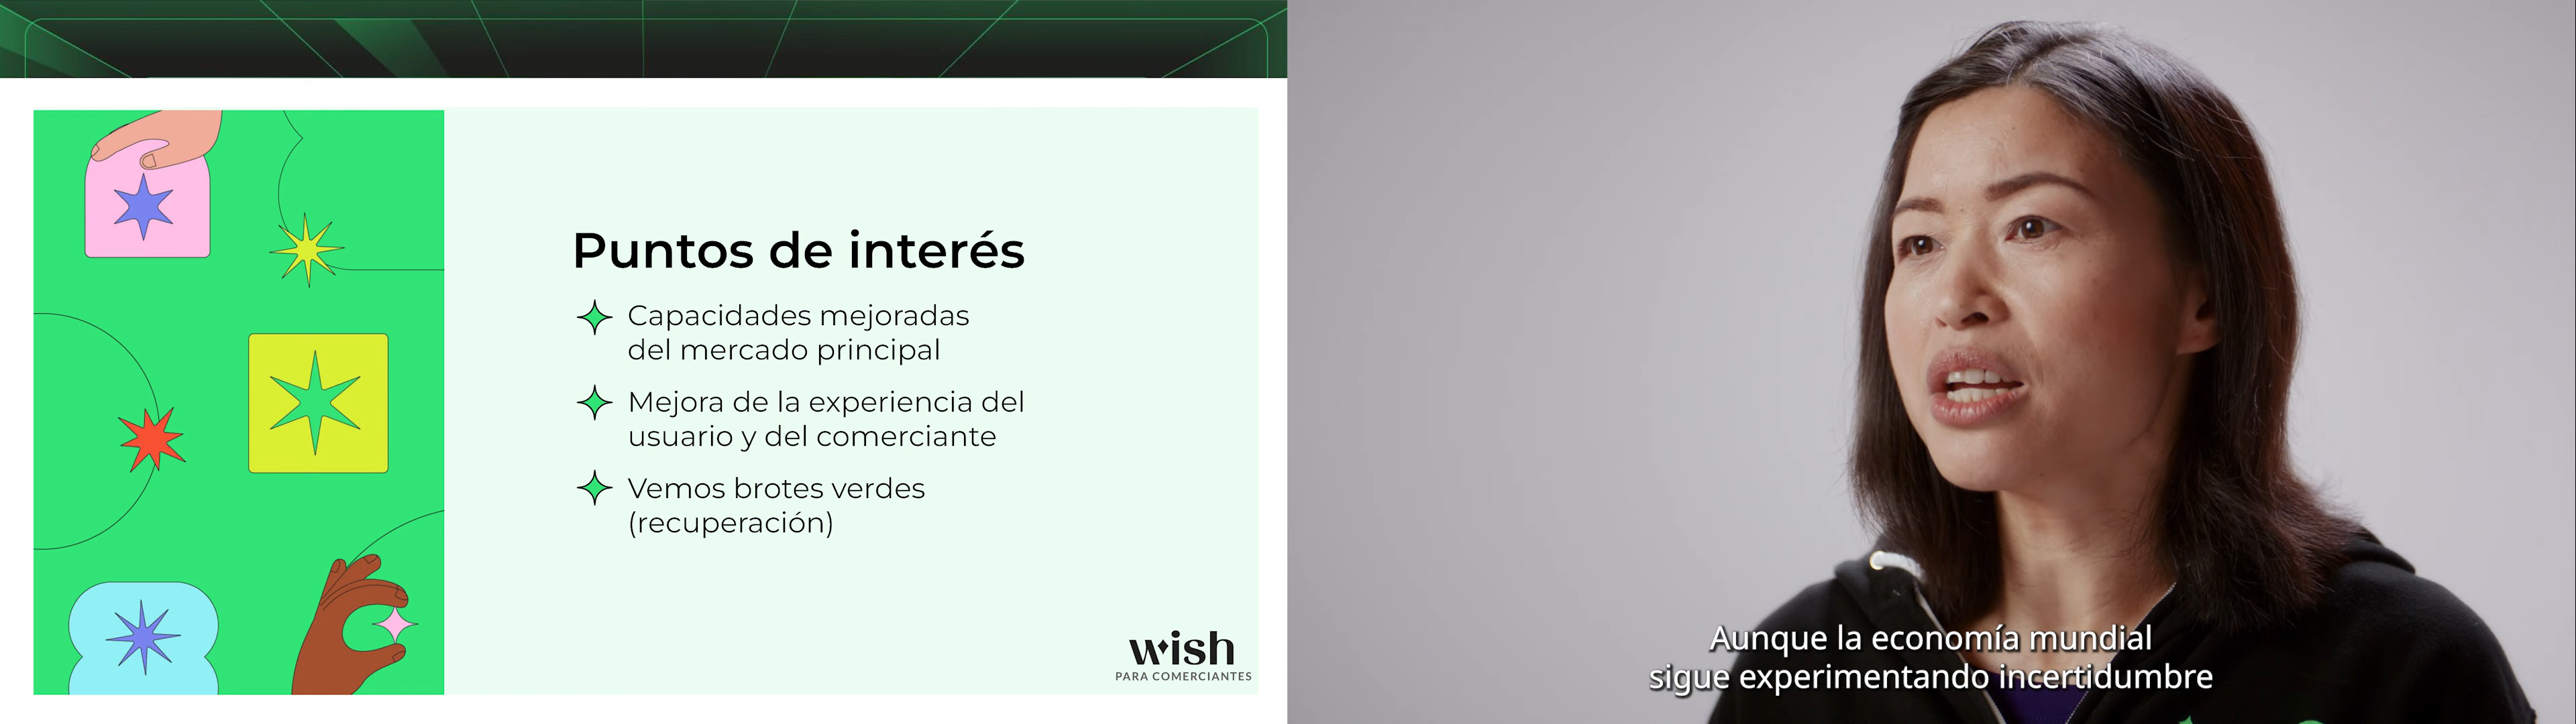 Puntos de interés
Capacidades mejoradas
del mercado principal
Mejora de la experiencia del
usuario y del comerciante
Vemos brotes verdes
(recuperación)
wish
PARA COMERCIANTES
Aunque la economía mundial
sigue experimentando incertidumbre